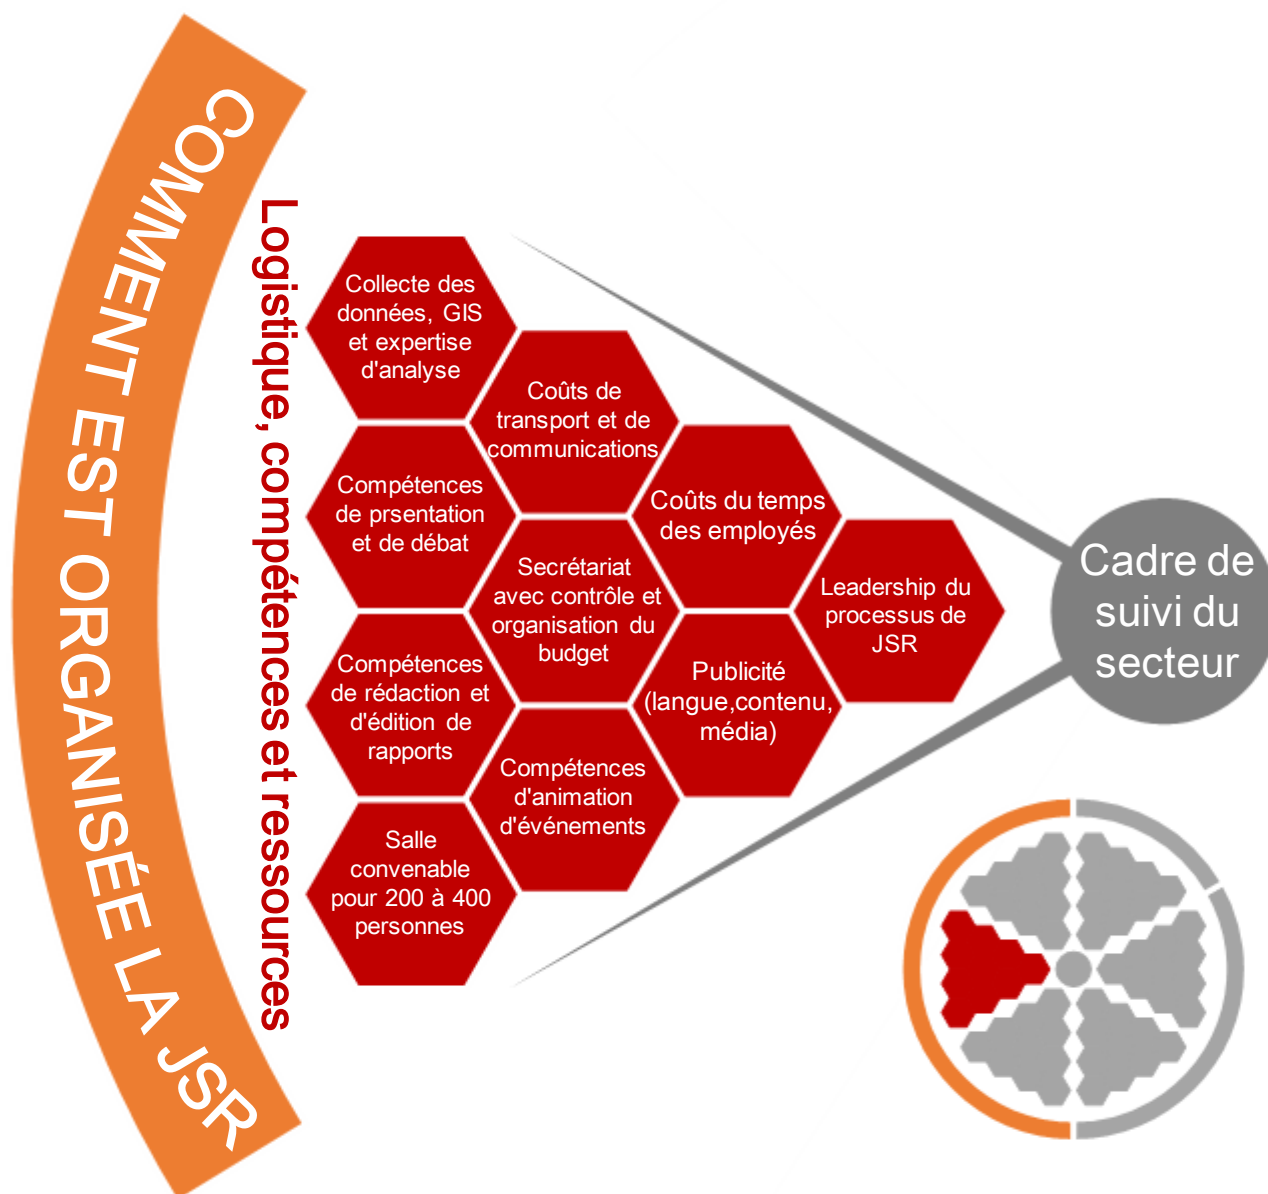 COMMENT EST ORGANISÉE LA JSR
Logistique, compétences et ressources
Collecte des
données, GIS
et expertise
d'analyse
Compétences
de prsentation
et de débat
Compétences
de rédaction et
d'édition de
rapports
Salle
convenable
pour 200 à 400
personnes
Coûts de
transport et de
communications
Secrétariat
avec contrôle et
organisation du
budget
Compétences
d'animation
d'événements
Coûts du temps
des employés
Publicité
(langue,contenu,
média)
Leadership du
processus de
JSR
Cadre de
suivi du
secteur